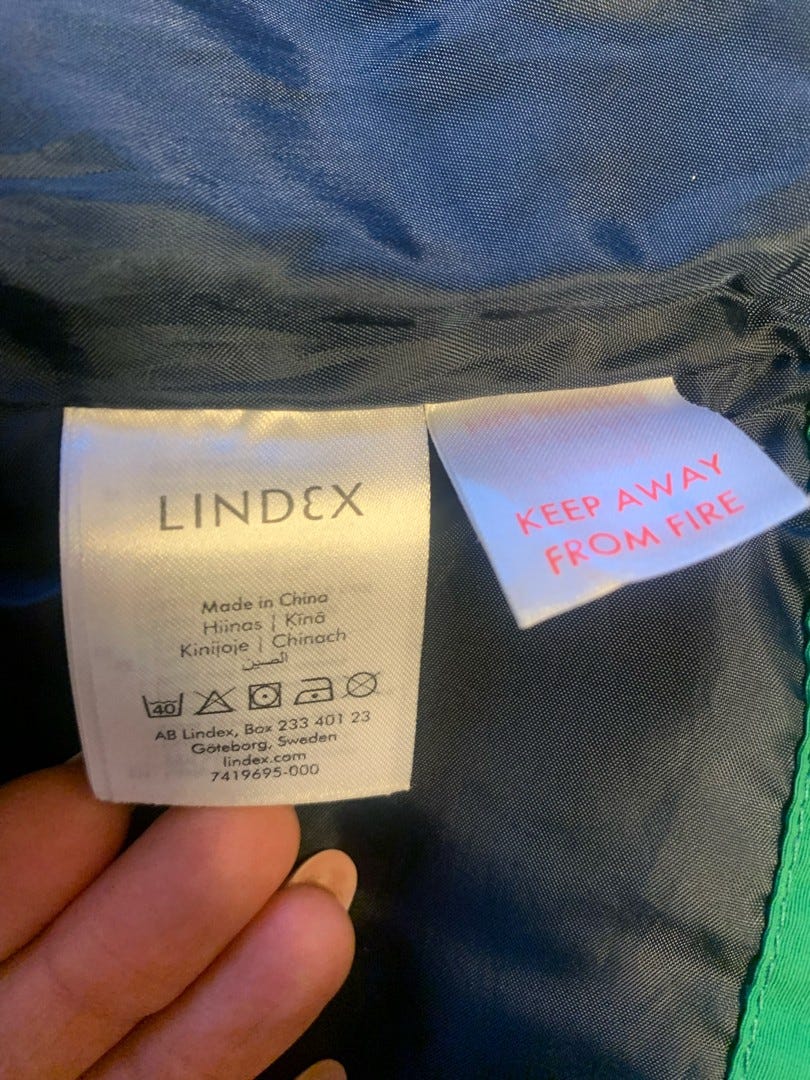 LINDEX
Made in China
Hiinas | Ķīnā
Kinijoje | Chinach
الصين
40
AB Lindex, Box 233 401 23
Göteborg, Sweden
lindex.com
7419695-000
KEEP AWAY
FROM FIRE